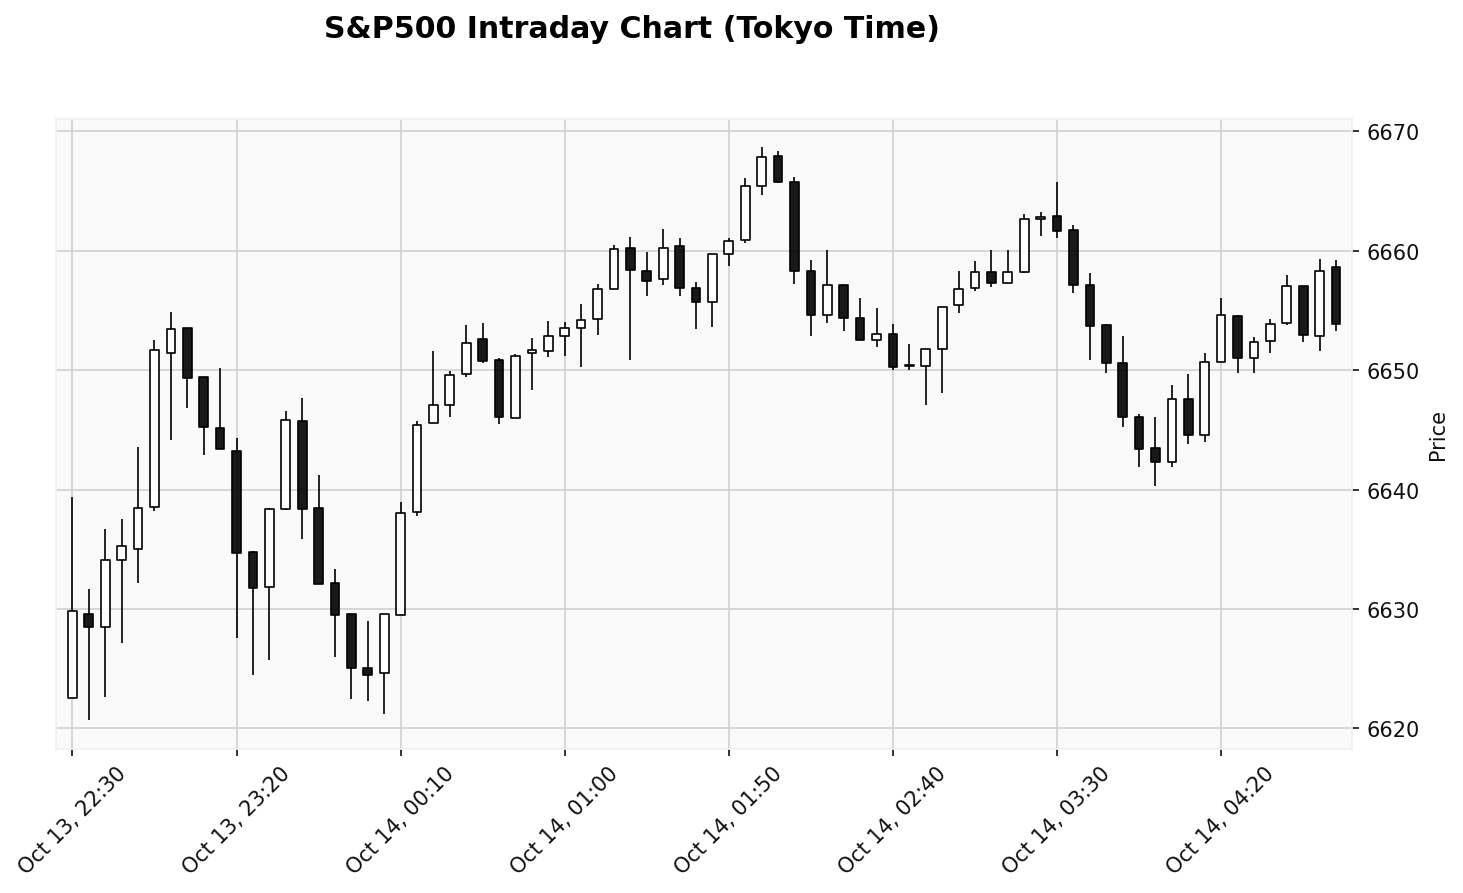 S&P500 Intraday Chart (Tokyo Time)
6670
6660
6650
6640
6630
6620
Price
Oct 13, 22:30
Oct 13, 23:20
Oct 14, 00:10
Oct 14, 01:00
Oct 14, 01:50
Oct 14, 02:40
Oct 14, 03:30
Oct 14, 04:20